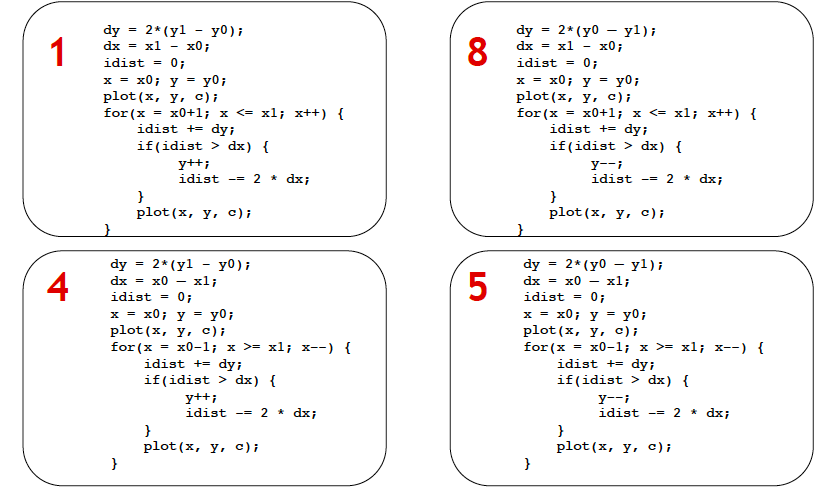 1
dy = 2*(y1 - y0);
dx = x1 - x0;
idist = 0;
x = x0; y = y0;
plot(x, y, c);
for(x = x0+1; x <= x1; x++) {
    idist += dy;
    if(idist > dx) {
        y++;
        idist -= 2 * dx;
    }
    plot(x, y, c);
}
8
dy = 2*(y0 – y1);
dx = x1 - x0;
idist = 0;
x = x0; y = y0;
plot(x, y, c);
for(x = x0+1; x <= x1; x++) {
    idist += dy;
    if(idist > dx) {
        y--;
        idist -= 2 * dx;
    }
    plot(x, y, c);
}
4
dy = 2*(y1 - y0);
dx = x0 – x1;
idist = 0;
x = x0; y = y0;
plot(x, y, c);
for(x = x0-1; x >= x1; x--) {
    idist += dy;
    if(idist > dx) {
        y++;
        idist -= 2 * dx;
    }
    plot(x, y, c);
}
5
dy = 2*(y0 – y1);
dx = x0 – x1;
idist = 0;
x = x0; y = y0;
plot(x, y, c);
for(x = x0-1; x >= x1; x--) {
    idist += dy;
    if(idist > dx) {
        y--;
        idist -= 2 * dx;
    }
    plot(x, y, c);
}